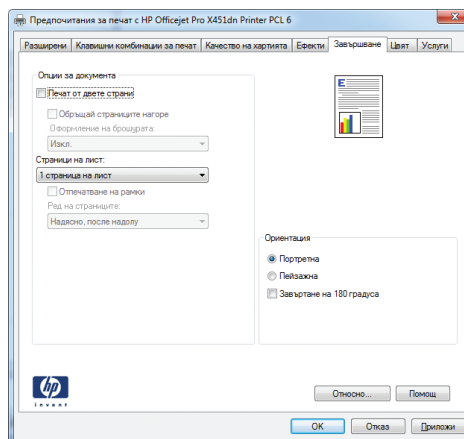 Предпочитания за печат с HP Officejet Pro X451dn Printer PCL 6
Разширени Клавишни комбинации за печат Качество на хартията Ефекти Завършване Цвят Услуги
Опции за документа
Печат от двете страни
Обръщай страниците нагоре
Оформление на брошурата:
Изкл.
Страници на лист:
1 страница на лист
Отпечатване на рамки
Ред на страниците:
Надясно, после надолу
E
Ориентация
Портретна
Пейзажна
Завъртане на 180 градуса
hp
invent
Относно... Помощ
OK Отказ Приложи